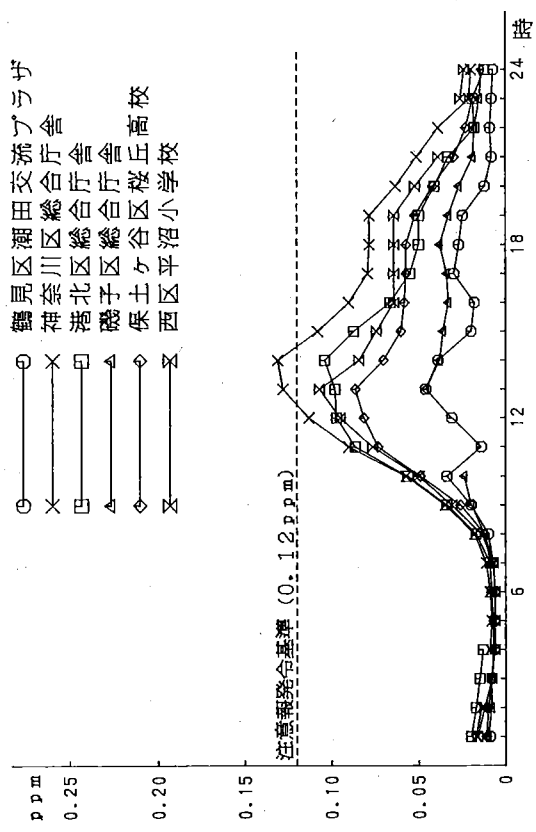 ppm
0.25
0.20
0.15
0.10
0.05
0
鶴見区潮田交流プラザ
神奈川区総合庁舎
港北区総合庁舎
磯子区総合庁舎
保土ヶ谷区桜丘高校
西区平沼小学校
注意報発令基準(0.12ppm)
6
12
18
24
時